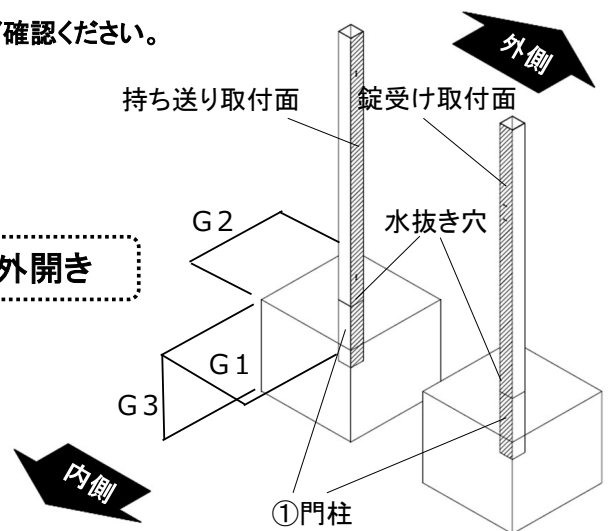 ご確認ください。
外側
持ち送り取付面
錠受け取付面
G2
水抜き穴
外開き
G1
G3
内側
①門柱